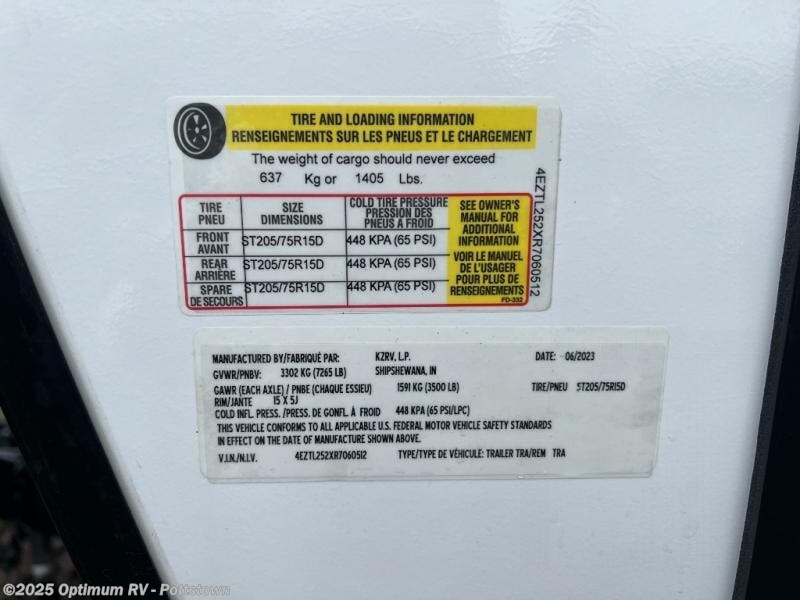 TIRE AND LOADING INFORMATION
RENSEIGNEMENTS SUR LES PNEUS ET LE CHARGEMENT
The weight of cargo should never exceed
637 Kg or 1405 Lbs.
TIRE PNEU
SIZE DIMENSIONS
COLD TIRE PRESSURE PRESSION DES PNEUS A FROID
FRONT AVANT
ST205/75R15D
448 KPA (65 PSI)
REAR ARRIÈRE
ST205/75R15D
448 KPA (65 PSI)
SPARE DE SECOURS
ST205/75R15D
448 KPA (65 PSI)
SEE OWNER'S
MANUAL FOR
ADDITIONAL
INFORMATION
VOIR LE MANUEL
DE L'USAGER
POUR PLUS DE
RENSEIGNEMENTS
FD-332
4EZTL252XR7060512
MANUFACTURED BY/FABRIQUÉ PAR: KZRV, L.P. DATE: 06/2023
GVWR/PNBV: 3302 KG (7265 LB) SHIPSHEWANA, IN
GAWR (EACH AXLE) / PNBE (CHAQUE ESSIEU) 1591 KG (3500 LB) TIRE/PNEU ST205/75R15D
RIM/JANTE 15 X 5J
COLD INFL. PRESS. /PRESS. DE GONFL. À FROID 448 KPA (65 PSI/LPC)
THIS VEHICLE CONFORMS TO ALL APPLICABLE U.S. FEDERAL MOTOR VEHICLE SAFETY STANDARDS
IN EFFECT ON THE DATE OF MANUFACTURE SHOWN ABOVE.
V.I.N./N.I.V. 4EZTL252XR7060512 TYPE/TYPE DE VÉHICULE: TRAILER TRA/REM TRA
©2025 Optimum RV - Pottstown